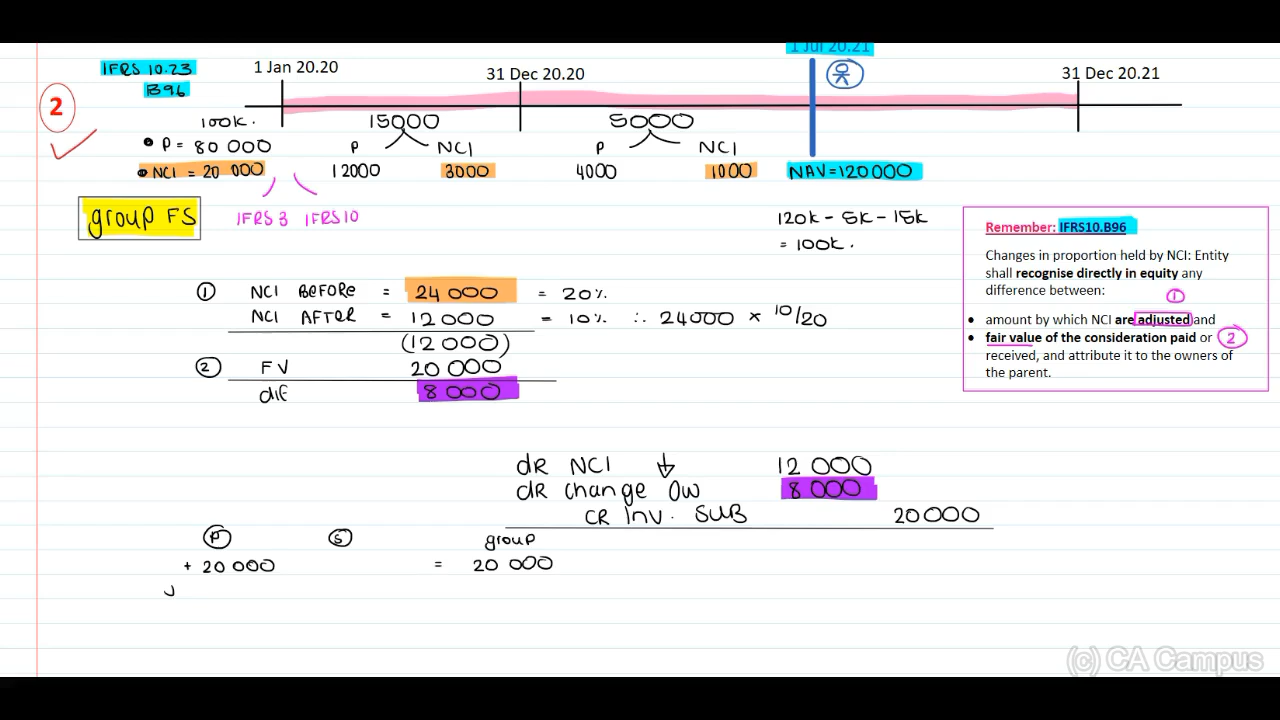 1 Jul 20.21
IFRS 10.23
B96
1 Jan 20.20
31 Dec 20.20
31 Dec 20.21
2
100k.
15000
5000
• P = 80 000
P
NCI
P
NCI
• NCI = 20 000
12000
3000
4000
1000
NAV = 120000
group FS
IFRS 3 IFRS 10
120k - 5k - 15k
= 100k.
Remember: IFRS10.B96
Changes in proportion held by NCI: Entity
shall recognise directly in equity any
difference between:
1
• amount by which NCI are adjusted and
• fair value of the consideration paid or 2
received, and attribute it to the owners of
the parent.
1 NCI BEFORE = 24 000 = 20%
NCI AFTER = 12 000 = 10% ∴ 24000 × 10/20
(12 000)
2 FV 20 000
dif 8 000
dR NCI ↓ 12 000
dR change OW 8 000
CR Inv. SUB 20000
P S group
+ 20 000 = 20 000
(c) CA Campus